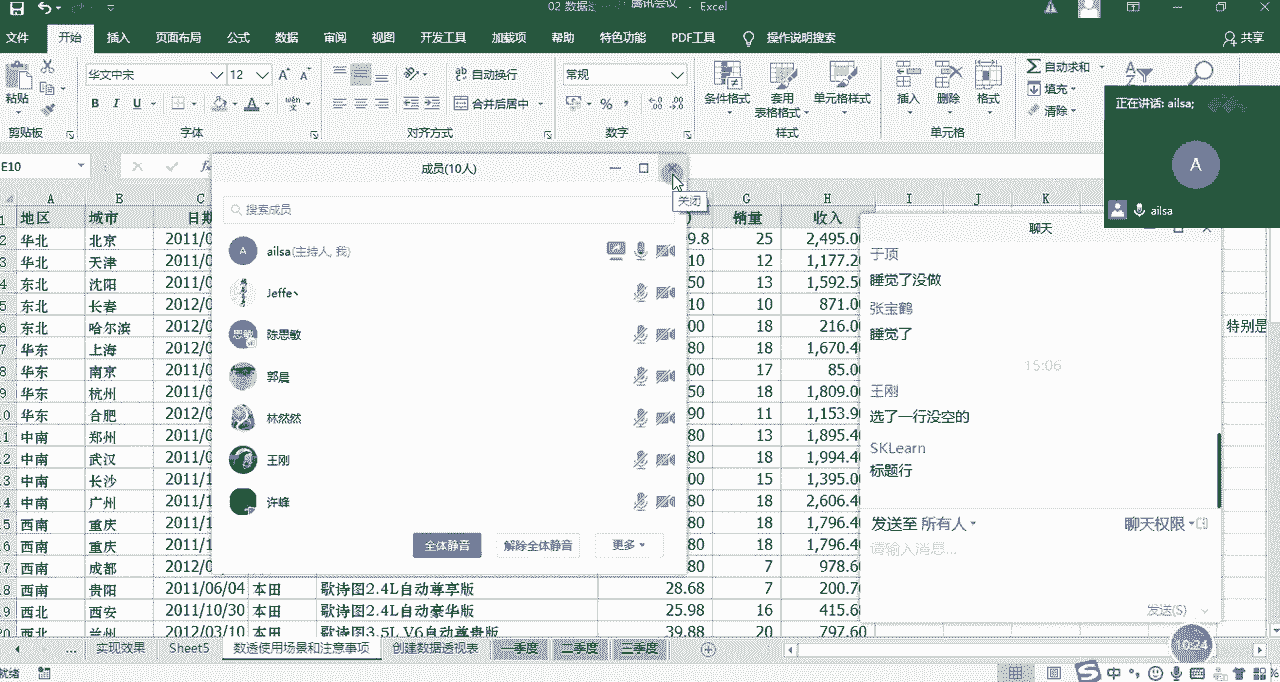 02 数据 腾讯会议 - Excel
文件 开始 插入 页面布局 公式 数据 审阅 视图 开发工具 加载项 帮助 特色功能 PDF工具 操作说明搜索 共享
华文中宋 12 自动换行 常规 自动求和
粘贴 B I U 合并后居中 % 条件格式 套用 单元格样式 插入 删除 格式 填充
表格格式 清除
剪贴板 字体 对齐方式 数字 样式 单元格
正在讲话: ailsa;
A
ailsa
E10 fx
成员(10人)
关闭
搜索成员
A ailsa(主持人, 我)
Jeffe丶
思敏 陈思敏
郭晨
林然然
王刚
许峰
全体静音 解除全体静音 更多
聊天
于顶
睡觉了没做
张宝鹤
睡觉了
15:06
王刚
选了一行没空的
SKLearn
标题行
发送至 所有人 聊天权限
请输入消息...
发送(S)
A B C G H I J K
1 地区 城市 日期 销量 收入
2 华北 北京 2011/0 9.8 25 2,495.00
3 华北 天津 2011/0 10 12 1,177.20
4 东北 沈阳 2011/0 50 13 1,592.50
5 东北 长春 2012/0 10 10 871.00
6 东北 哈尔滨 2012/0 00 18 216.00 特别是
7 华东 上海 2012/0 80 18 1,670.40
8 华东 南京 2011/0 00 17 85.00
9 华东 杭州 2011/0 50 18 1,809.00
10 华东 合肥 2012/0 90 11 1,153.90
11 中南 郑州 2011/0 80 13 1,895.40
12 中南 武汉 2011/0 80 18 1,994.40
13 中南 长沙 2011/1 00 15 1,395.00
14 中南 广州 2011/1 80 18 2,606.40
15 西南 重庆 2011/1 80 18 1,796.40
16 西南 重庆 2011/1 80 18 1,796.40
17 西南 成都 2012/0 80 7 978.60
18 西南 贵阳 2011/06/04 本田 歌诗图2.4L自动尊享版 28.68 7 200.7
19 西北 西安 2011/10/30 本田 歌诗图2.4L自动豪华版 25.98 16 415.6
20 西北 兰州 2012/03/10 本田 歌诗图3.5L V6自动尊贵版 39.88 20 797.60
... 实现效果 Sheet5 数透使用场景和注意事项 创建数据透视表 一季度 二季度 三季度
10:24
就绪 中